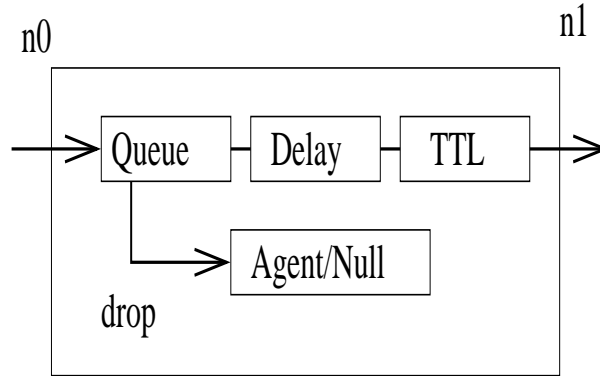 n0
n1
Queue
Delay
TTL
Agent/Null
drop